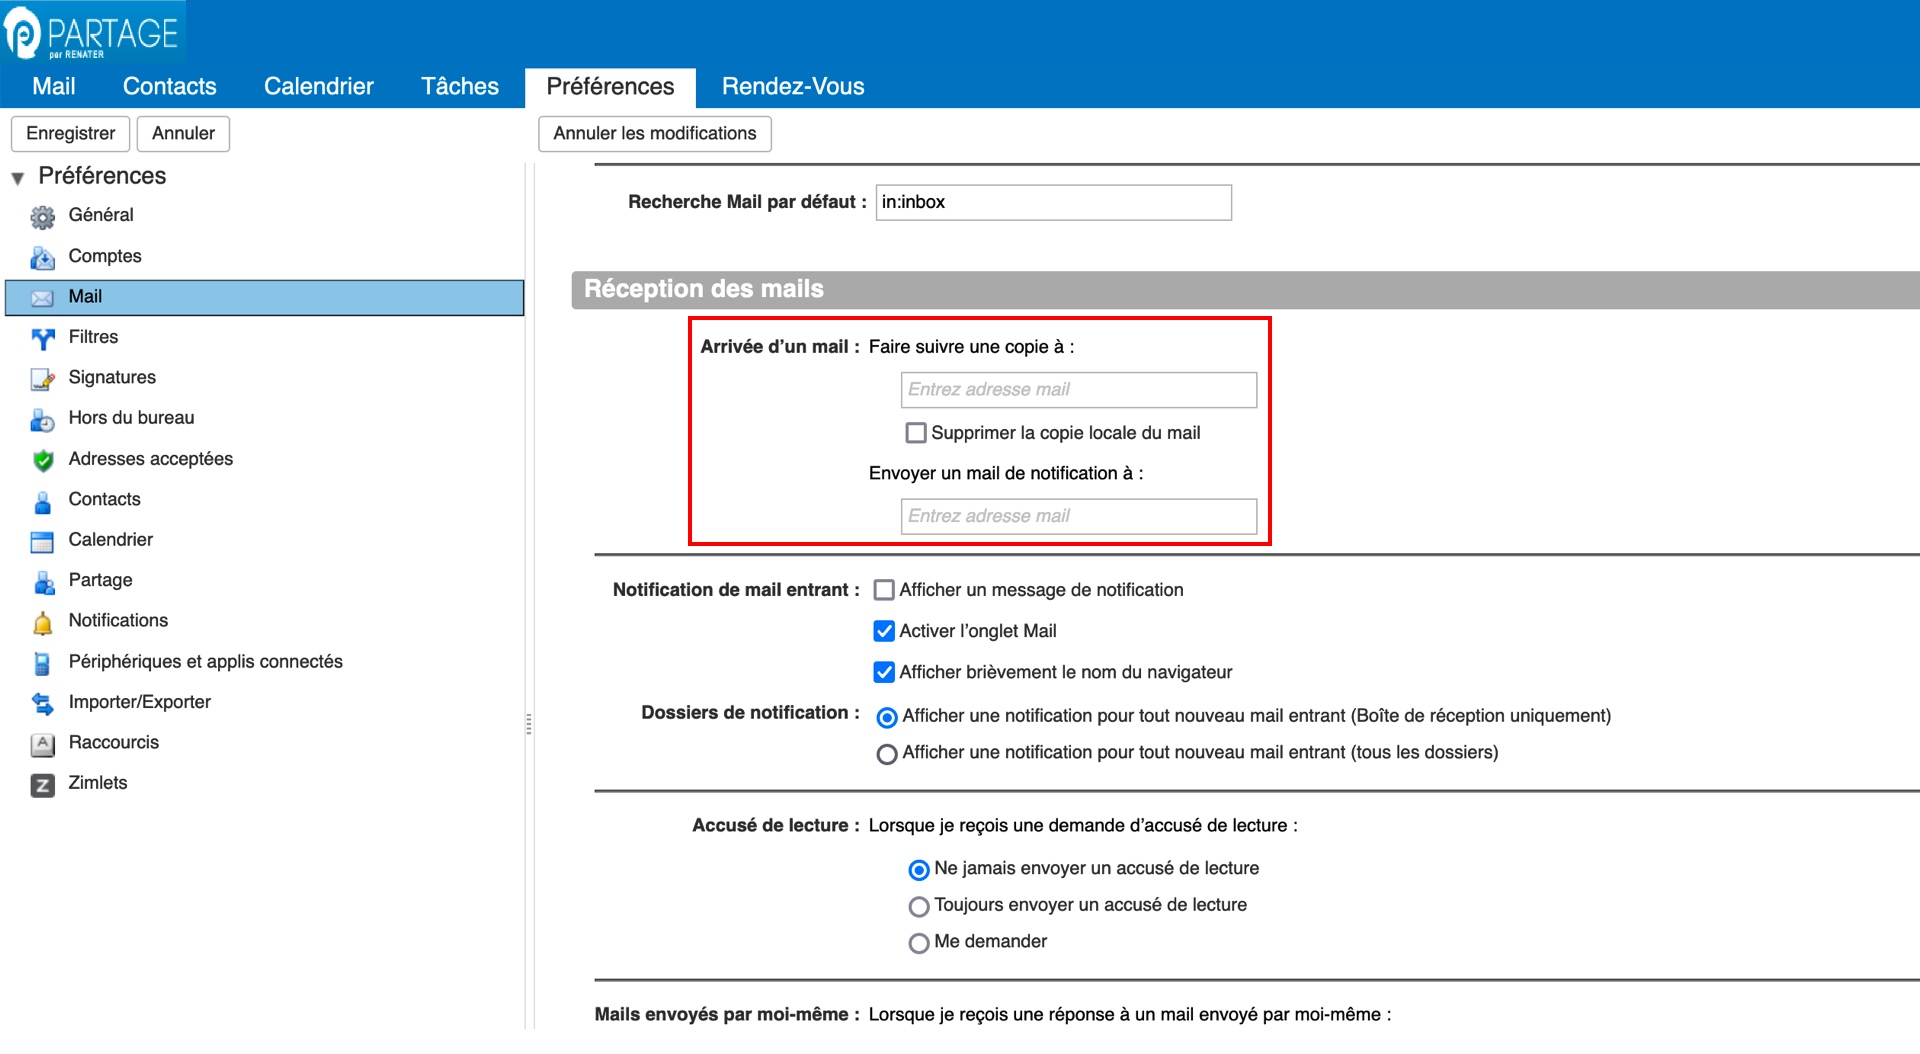 PARTAGE
par RENATER
Mail Contacts Calendrier Tâches Préférences Rendez-Vous
Enregistrer Annuler Annuler les modifications
Préférences
Général
Comptes
Mail
Filtres
Signatures
Hors du bureau
Adresses acceptées
Contacts
Calendrier
Partage
Notifications
Périphériques et applis connectés
Importer/Exporter
Raccourcis
Zimlets
Recherche Mail par défaut : in:inbox
Réception des mails
Arrivée d’un mail : Faire suivre une copie à :
Entrez adresse mail
Supprimer la copie locale du mail
Envoyer un mail de notification à :
Entrez adresse mail
Notification de mail entrant : Afficher un message de notification
Activer l’onglet Mail
Afficher brièvement le nom du navigateur
Dossiers de notification : Afficher une notification pour tout nouveau mail entrant (Boîte de réception uniquement)
Afficher une notification pour tout nouveau mail entrant (tous les dossiers)
Accusé de lecture : Lorsque je reçois une demande d’accusé de lecture :
Ne jamais envoyer un accusé de lecture
Toujours envoyer un accusé de lecture
Me demander
Mails envoyés par moi-même : Lorsque je reçois une réponse à un mail envoyé par moi-même :